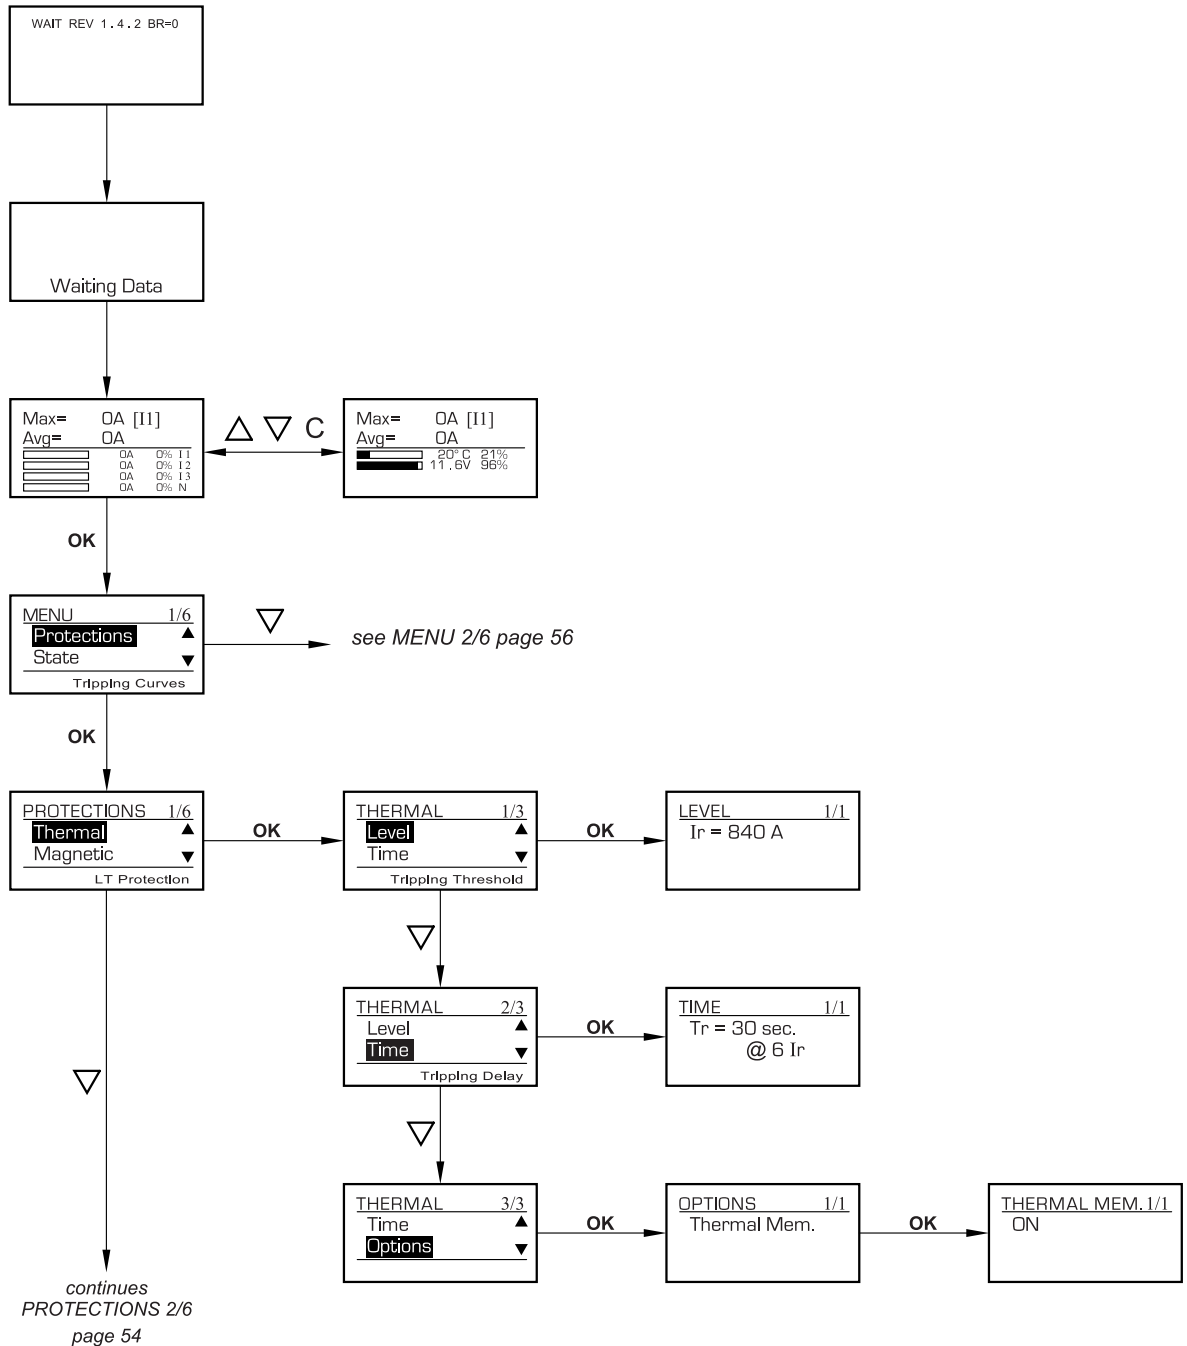 WAIT REV 1.4.2 BR=0
Waiting Data
Max= 0A [I1]
Avg= 0A
0A 0% I1
0A 0% I2
0A 0% I3
0A 0% N
C
Max= 0A [I1]
Avg= 0A
20°C 21%
11.6V 96%
OK
MENU 1/6
Protections
State
Tripping Curves
see MENU 2/6 page 56
OK
PROTECTIONS 1/6
Thermal
Magnetic
LT Protection
OK
THERMAL 1/3
Level
Time
Tripping Threshold
OK
LEVEL 1/1
Ir = 840 A
THERMAL 2/3
Level
Time
Tripping Delay
OK
TIME 1/1
Tr = 30 sec.
@ 6 Ir
THERMAL 3/3
Time
Options
OK
OPTIONS 1/1
Thermal Mem.
OK
THERMAL MEM. 1/1
ON
continues
PROTECTIONS 2/6
page 54